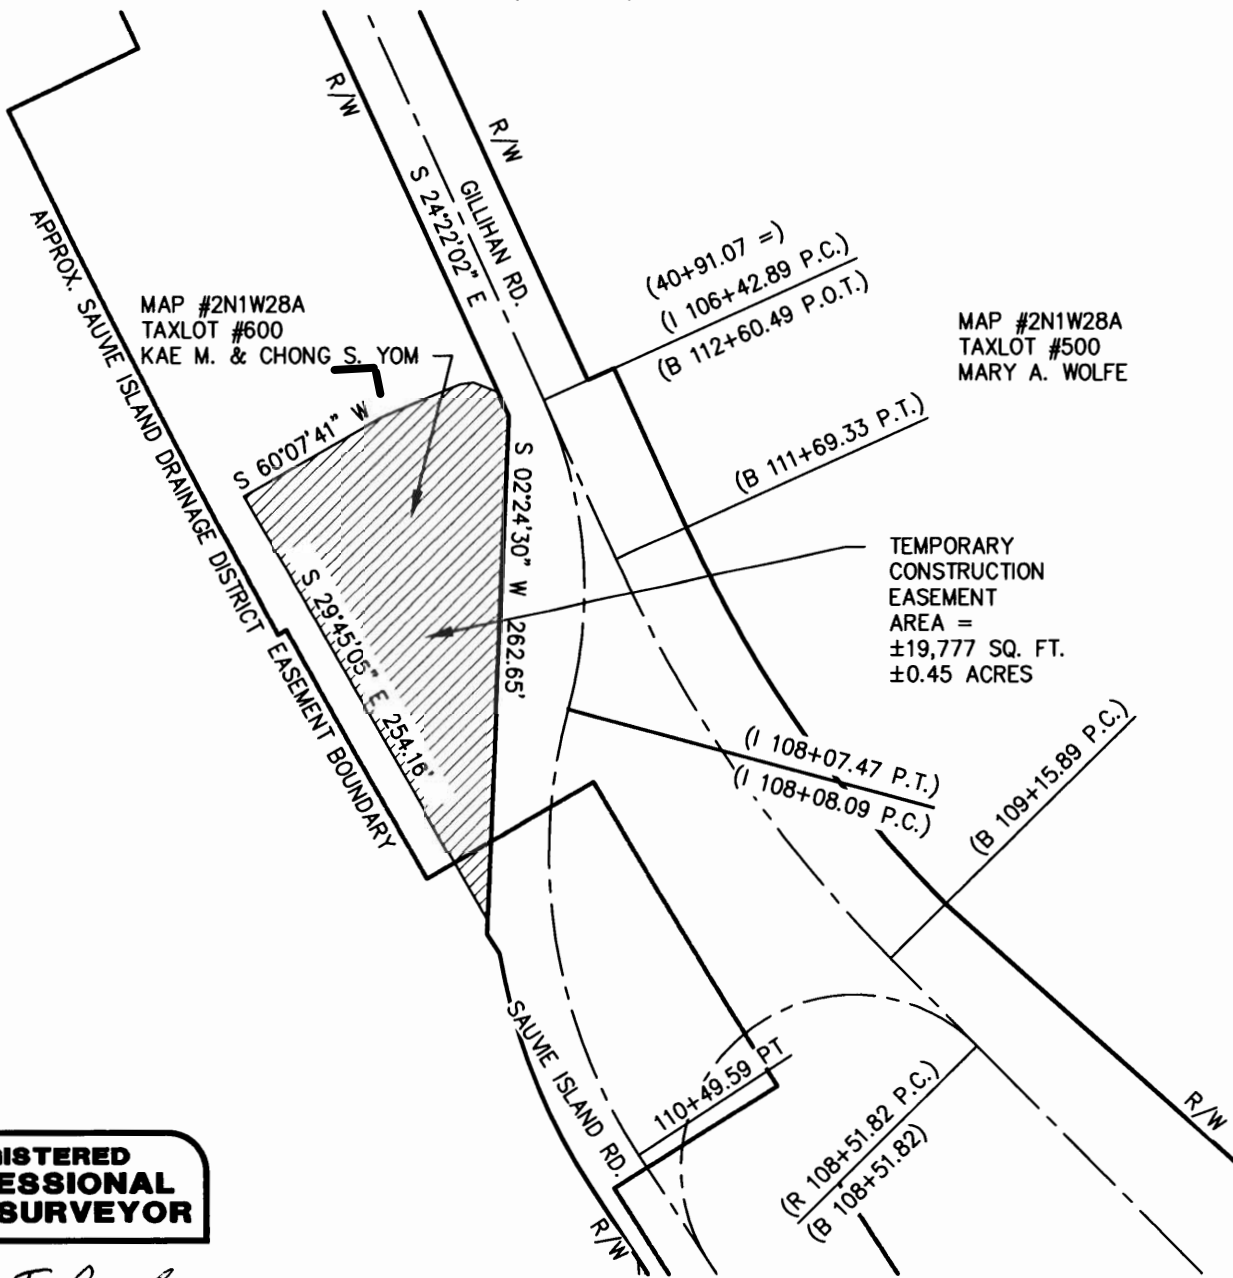 R/W
R/W
S 24°22'02" E
GILLIHAN RD.
APPROX. SAUVIE ISLAND DRAINAGE DISTRICT EASEMENT BOUNDARY
MAP #2N1W28A
TAXLOT #600
KAE M. & CHONG S. YOM
(40+91.07 =)
(I 106+42.89 P.C.)
(B 112+60.49 P.O.T.)
MAP #2N1W28A
TAXLOT #500
MARY A. WOLFE
S 60°07'41" W
(B 111+69.33 P.T.)
S 02°24'30" W 262.65'
TEMPORARY
CONSTRUCTION
EASEMENT
AREA =
±19,777 SQ. FT.
±0.45 ACRES
S 29°45'05" E 254.16'
(I 108+07.47 P.T.)
(I 108+08.09 P.C.)
(B 109+15.89 P.C.)
SAUVIE ISLAND RD.
110+49.59 PT
(R 108+51.82 P.C.)
(B 108+51.82)
R/W
R/W
GISTERED
ESSIONAL
SURVEYOR